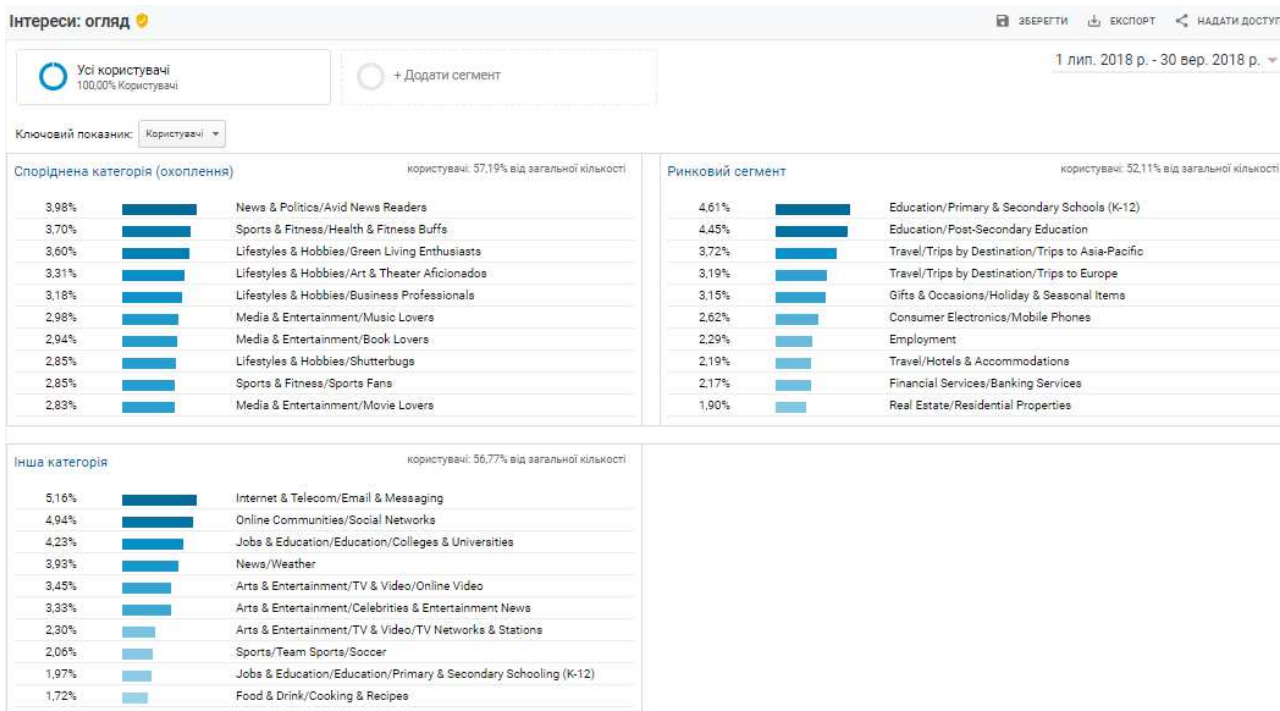 Інтереси: огляд
ЗБЕРЕГТИ ЕКСПОРТ НАДАТИ ДОСТУП
Усі користувачі
100,00% Користувачі
+ Додати сегмент
1 лип. 2018 р. - 30 вер. 2018 р.
Ключовий показник: Користувачі
Споріднена категорія (охоплення) користувачі: 57,19% від загальної кількості
3,98% News & Politics/Avid News Readers
3,70% Sports & Fitness/Health & Fitness Buffs
3,60% Lifestyles & Hobbies/Green Living Enthusiasts
3,31% Lifestyles & Hobbies/Art & Theater Aficionados
3,18% Lifestyles & Hobbies/Business Professionals
2,98% Media & Entertainment/Music Lovers
2,94% Media & Entertainment/Book Lovers
2,85% Lifestyles & Hobbies/Shutterbugs
2,85% Sports & Fitness/Sports Fans
2,83% Media & Entertainment/Movie Lovers
Ринковий сегмент користувачі: 52,11% від загальної кількості
4,61% Education/Primary & Secondary Schools (K-12)
4,45% Education/Post-Secondary Education
3,72% Travel/Trips by Destination/Trips to Asia-Pacific
3,19% Travel/Trips by Destination/Trips to Europe
3,15% Gifts & Occasions/Holiday & Seasonal Items
2,62% Consumer Electronics/Mobile Phones
2,29% Employment
2,19% Travel/Hotels & Accommodations
2,17% Financial Services/Banking Services
1,90% Real Estate/Residential Properties
Інша категорія користувачі: 56,77% від загальної кількості
5,16% Internet & Telecom/Email & Messaging
4,94% Online Communities/Social Networks
4,23% Jobs & Education/Education/Colleges & Universities
3,93% News/Weather
3,45% Arts & Entertainment/TV & Video/Online Video
3,33% Arts & Entertainment/Celebrities & Entertainment News
2,30% Arts & Entertainment/TV & Video/TV Networks & Stations
2,06% Sports/Team Sports/Soccer
1,97% Jobs & Education/Education/Primary & Secondary Schooling (K-12)
1,72% Food & Drink/Cooking & Recipes